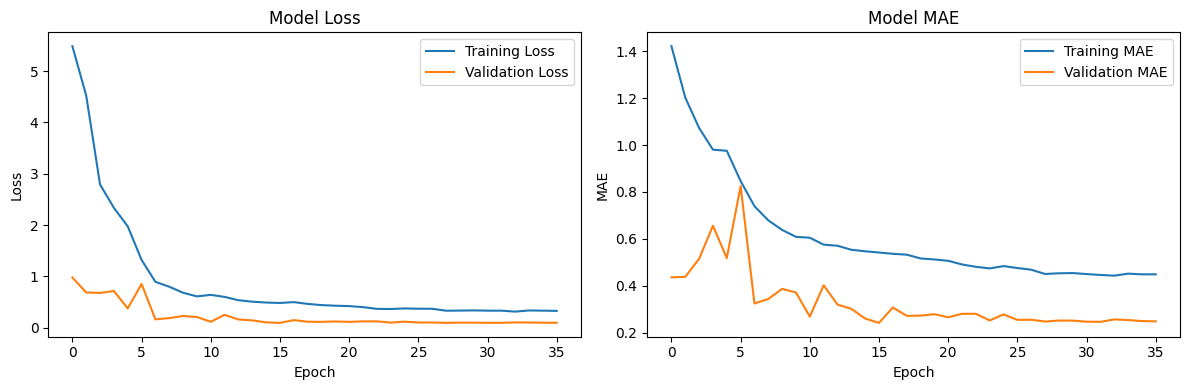 Model Loss
Training Loss
Validation Loss
Loss
5
4
3
2
1
0
0 5 10 15 20 25 30 35
Epoch
Model MAE
Training MAE
Validation MAE
MAE
1.4
1.2
1.0
0.8
0.6
0.4
0.2
0 5 10 15 20 25 30 35
Epoch